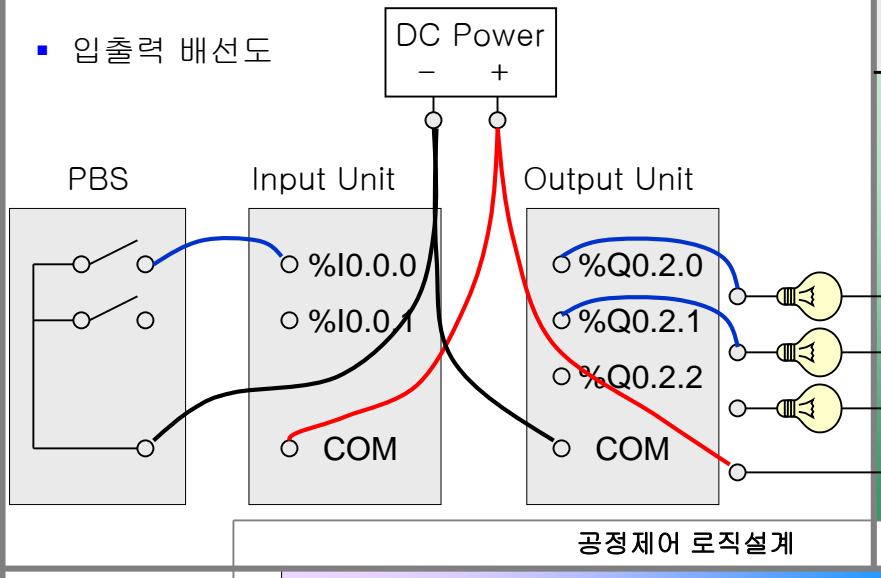 ▪ 입출력 배선도
DC Power
− +
PBS
Input Unit
Output Unit
%I0.0.0
%I0.0.1
COM
%Q0.2.0
%Q0.2.1
%Q0.2.2
COM
공정제어 로직설계